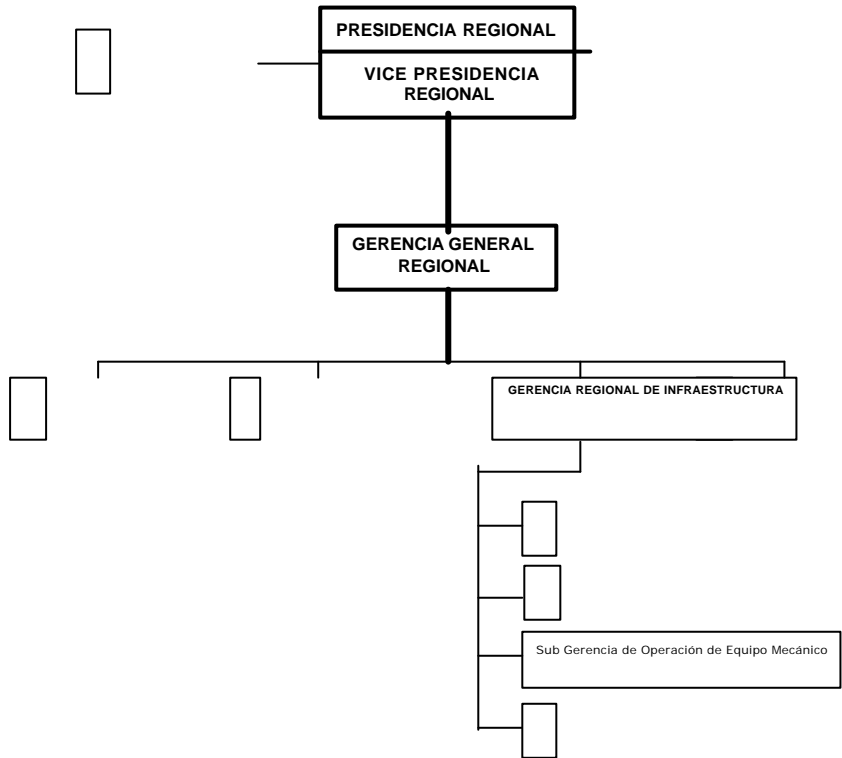 PRESIDENCIA REGIONAL
VICE PRESIDENCIA
REGIONAL
GERENCIA GENERAL
REGIONAL
GERENCIA REGIONAL DE INFRAESTRUCTURA
Sub Gerencia de Operación de Equipo Mecánico